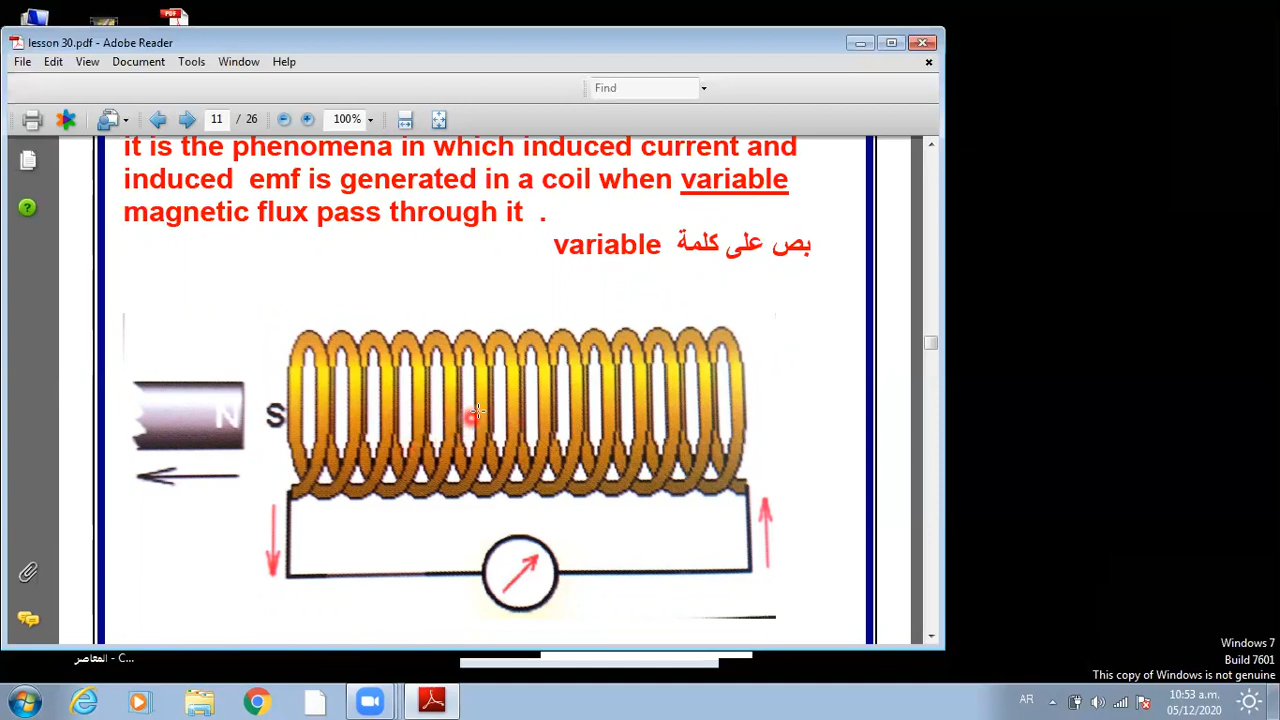 lesson 30.pdf - Adobe Reader
File Edit View Document Tools Window Help
Find
11 / 26 100%
it is the phenomena in which induced current and
induced emf is generated in a coil when variable
magnetic flux pass through it .
بص على كلمة variable
N S
المعاصر - C...
Windows 7
Build 7601
This copy of Windows is not genuine
AR 10:53 a.m.
05/12/2020